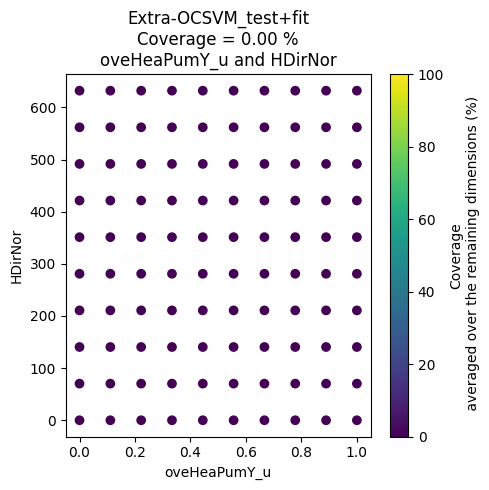 Extra-OCSVM_test+fit
Coverage = 0.00 %
oveHeaPumY_u and HDirNor
600
500
400
300
200
100
0
HDirNor
0.0 0.2 0.4 0.6 0.8 1.0
oveHeaPumY_u
100
80
60
40
20
0
Coverage
averaged over the remaining dimensions (%)